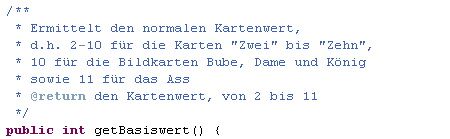 /**
* Ermittelt den normalen Kartenwert,
* d.h. 2-10 für die Karten "Zwei" bis "Zehn",
* 10 für die Bildkarten Bube, Dame und König
* sowie 11 für das Ass
* @return den Kartenwert, von 2 bis 11
*/
public int getBasiswert() {